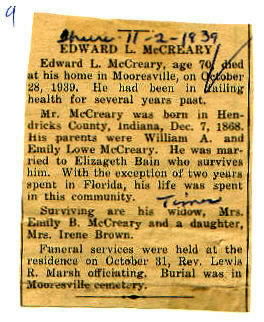 9
11-2-1939
EDWARD L. McCREARY
Edward L. McCreary, age 70, died
at his home in Mooresville, on October
28, 1939. He had been in failing
health for several years past.
Mr. McCreary was born in Hen-
dricks County, Indiana, Dec. 7, 1868.
His parents were William A. and
Emily Lowe McCreary. He was mar-
ried to Elizageth Bain who survives
him. With the exception of two years
spent in Florida, his life was spent
in this community.
Times
Surviving are his widow, Mrs.
Emily B. McCreary and a daughter,
Mrs. Irene Brown.
Funeral services were held at the
residence on October 31, Rev. Lewis
R. Marsh officiating. Burial was in
Mooresville cemetery.